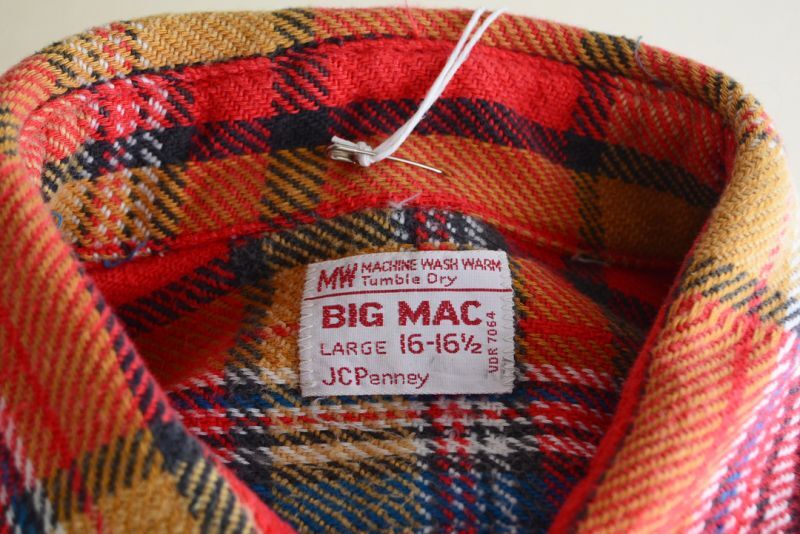 MW MACHINE WASH WARM
Tumble Dry
BIG MAC
LARGE 16-16½
JCPenney
VDR 7064